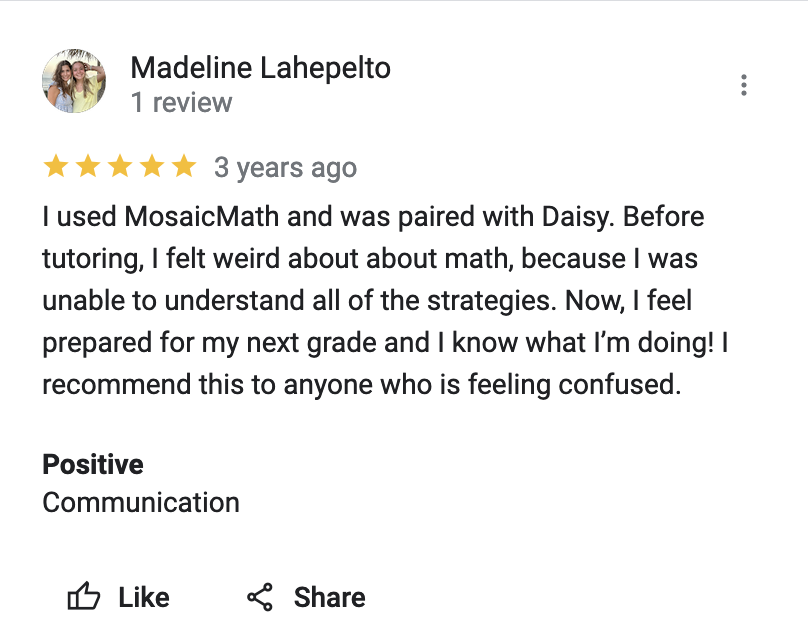 Madeline Lahepelto
1 review
3 years ago
I used MosaicMath and was paired with Daisy. Before
tutoring, I felt weird about about math, because I was
unable to understand all of the strategies. Now, I feel
prepared for my next grade and I know what I’m doing! I
recommend this to anyone who is feeling confused.
Positive
Communication
Like
Share